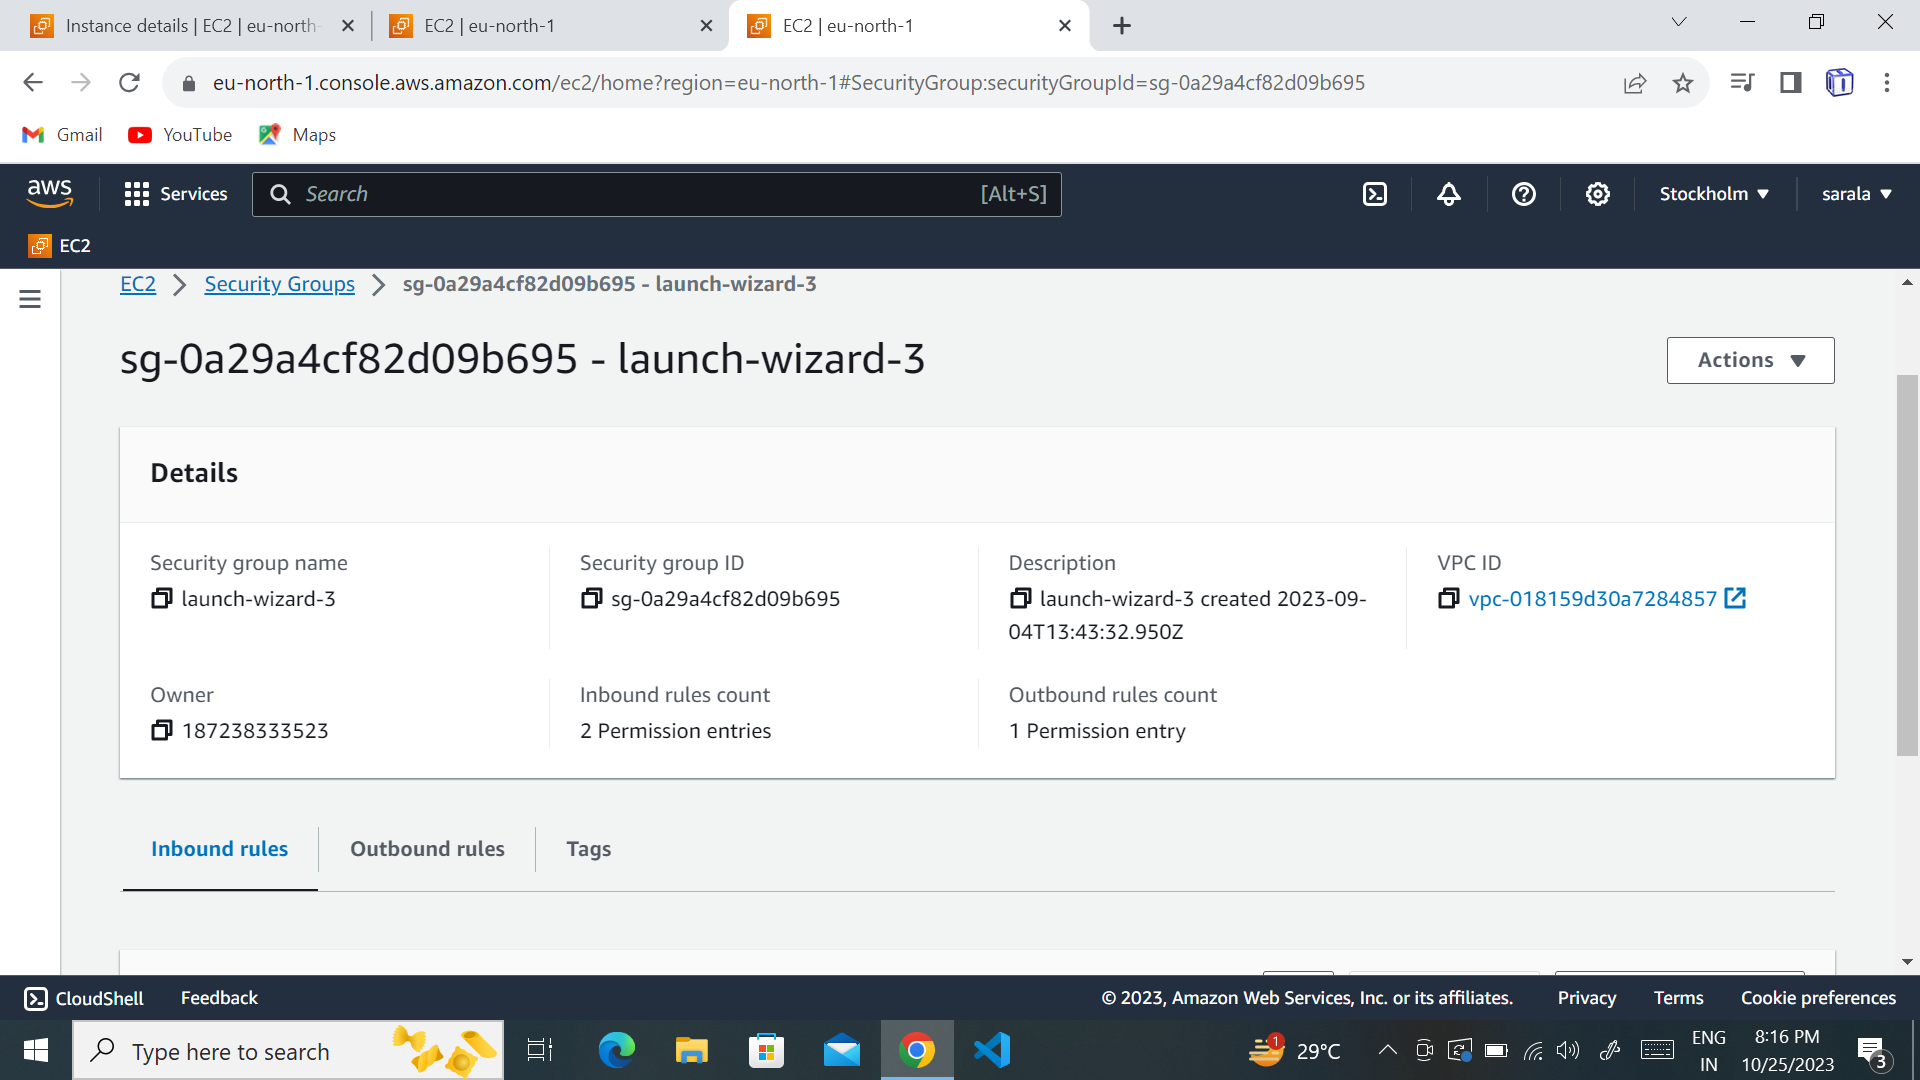 Instance details | EC2 | eu-north-
EC2 | eu-north-1
EC2 | eu-north-1
eu-north-1.console.aws.amazon.com/ec2/home?region=eu-north-1#SecurityGroup:securityGroupId=sg-0a29a4cf82d09b695
Gmail
YouTube
Maps
aws
Services
Search
[Alt+S]
Stockholm
sarala
EC2
EC2
Security Groups
sg-0a29a4cf82d09b695 - launch-wizard-3
sg-0a29a4cf82d09b695 - launch-wizard-3
Actions
Details
Security group name
launch-wizard-3
Security group ID
sg-0a29a4cf82d09b695
Description
launch-wizard-3 created 2023-09-
04T13:43:32.950Z
VPC ID
vpc-018159d30a7284857
Owner
187238333523
Inbound rules count
2 Permission entries
Outbound rules count
1 Permission entry
Inbound rules
Outbound rules
Tags
CloudShell
Feedback
© 2023, Amazon Web Services, Inc. or its affiliates.
Privacy
Terms
Cookie preferences
Type here to search
1
29°C
ENG
IN
8:16 PM
10/25/2023
3